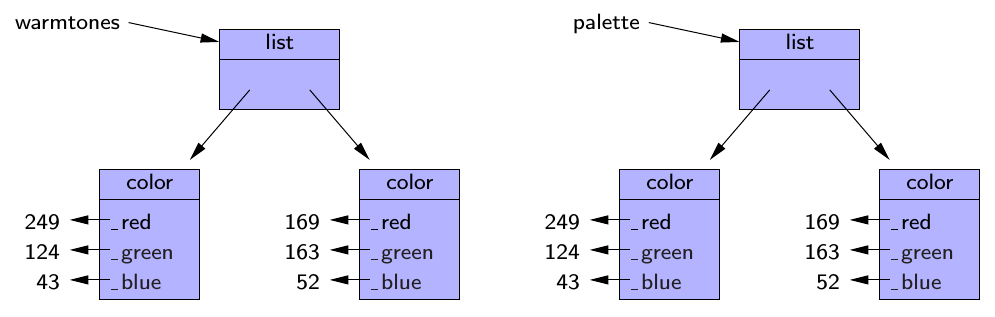 warmtones
list
palette
list
color
color
color
color
249 _red
169 _red
249 _red
169 _red
124 _green
163 _green
124 _green
163 _green
43 _blue
52 _blue
43 _blue
52 _blue